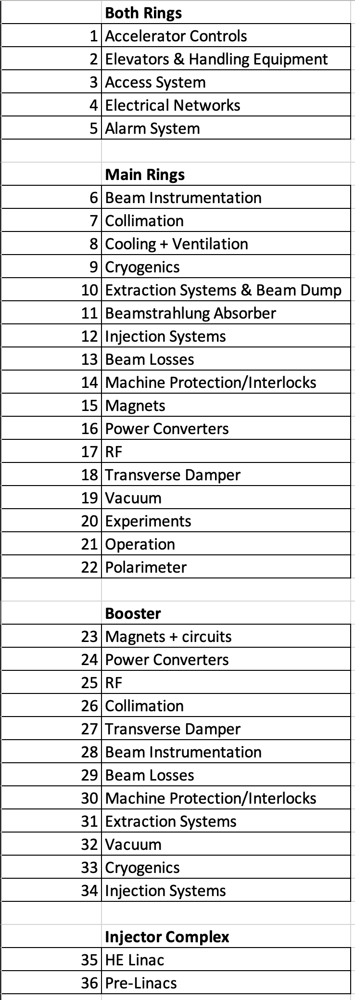 Both Rings
1 Accelerator Controls
2 Elevators & Handling Equipment
3 Access System
4 Electrical Networks
5 Alarm System
Main Rings
6 Beam Instrumentation
7 Collimation
8 Cooling + Ventilation
9 Cryogenics
10 Extraction Systems & Beam Dump
11 Beamstrahlung Absorber
12 Injection Systems
13 Beam Losses
14 Machine Protection/Interlocks
15 Magnets
16 Power Converters
17 RF
18 Transverse Damper
19 Vacuum
20 Experiments
21 Operation
22 Polarimeter
Booster
23 Magnets + circuits
24 Power Converters
25 RF
26 Collimation
27 Transverse Damper
28 Beam Instrumentation
29 Beam Losses
30 Machine Protection/Interlocks
31 Extraction Systems
32 Vacuum
33 Cryogenics
34 Injection Systems
Injector Complex
35 HE Linac
36 Pre-Linacs